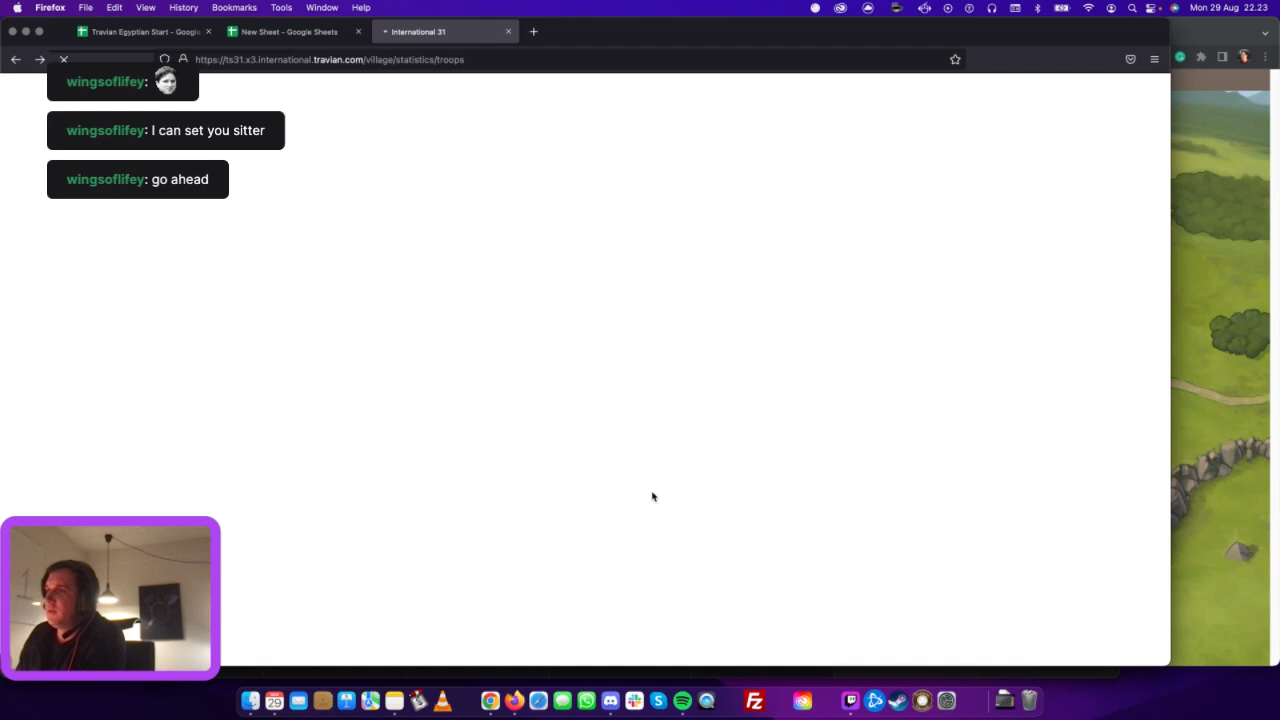 Firefox File Edit View History Bookmarks Tools Window Help Mon 29 Aug 22.23
Travian Egyptian Start - Google New Sheet - Google Sheets International 31
https://ts31.x3.international.travian.com/village/statistics/troops
wingsoflifey:
wingsoflifey: I can set you sitter
wingsoflifey: go ahead
29
Fz